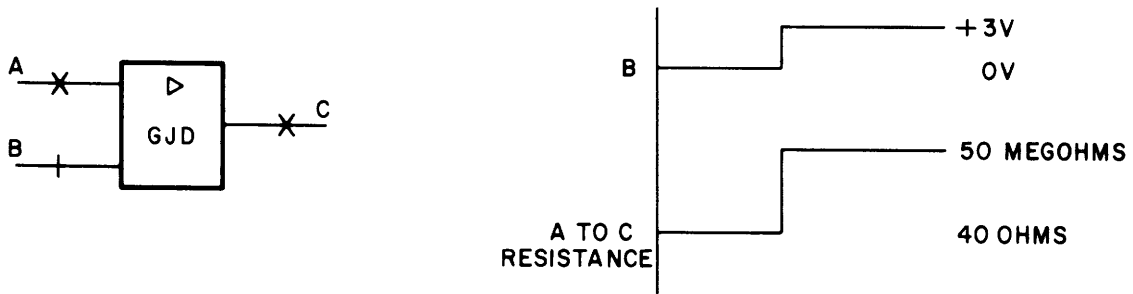 A
B
GJD
C
B
+3V
0V
A TO C
RESISTANCE
50 MEGOHMS
40 OHMS